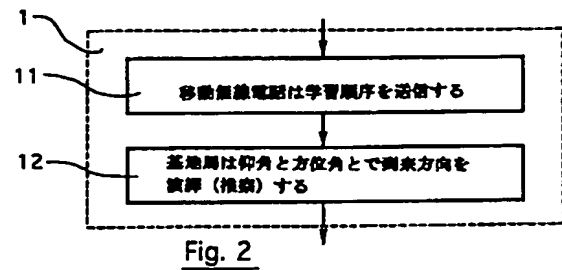 1
11
移動無線電話は学習順序を送信する
12
基地局は仰角と方位角とで到来方向を
演繹（推察）する
Fig. 2